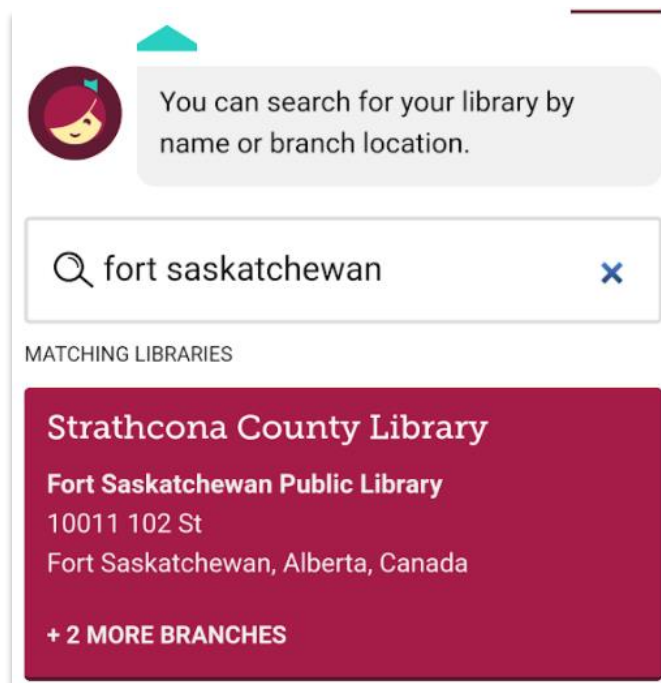 You can search for your library by
name or branch location.
fort saskatchewan
MATCHING LIBRARIES
Strathcona County Library
Fort Saskatchewan Public Library
10011 102 St
Fort Saskatchewan, Alberta, Canada
+ 2 MORE BRANCHES